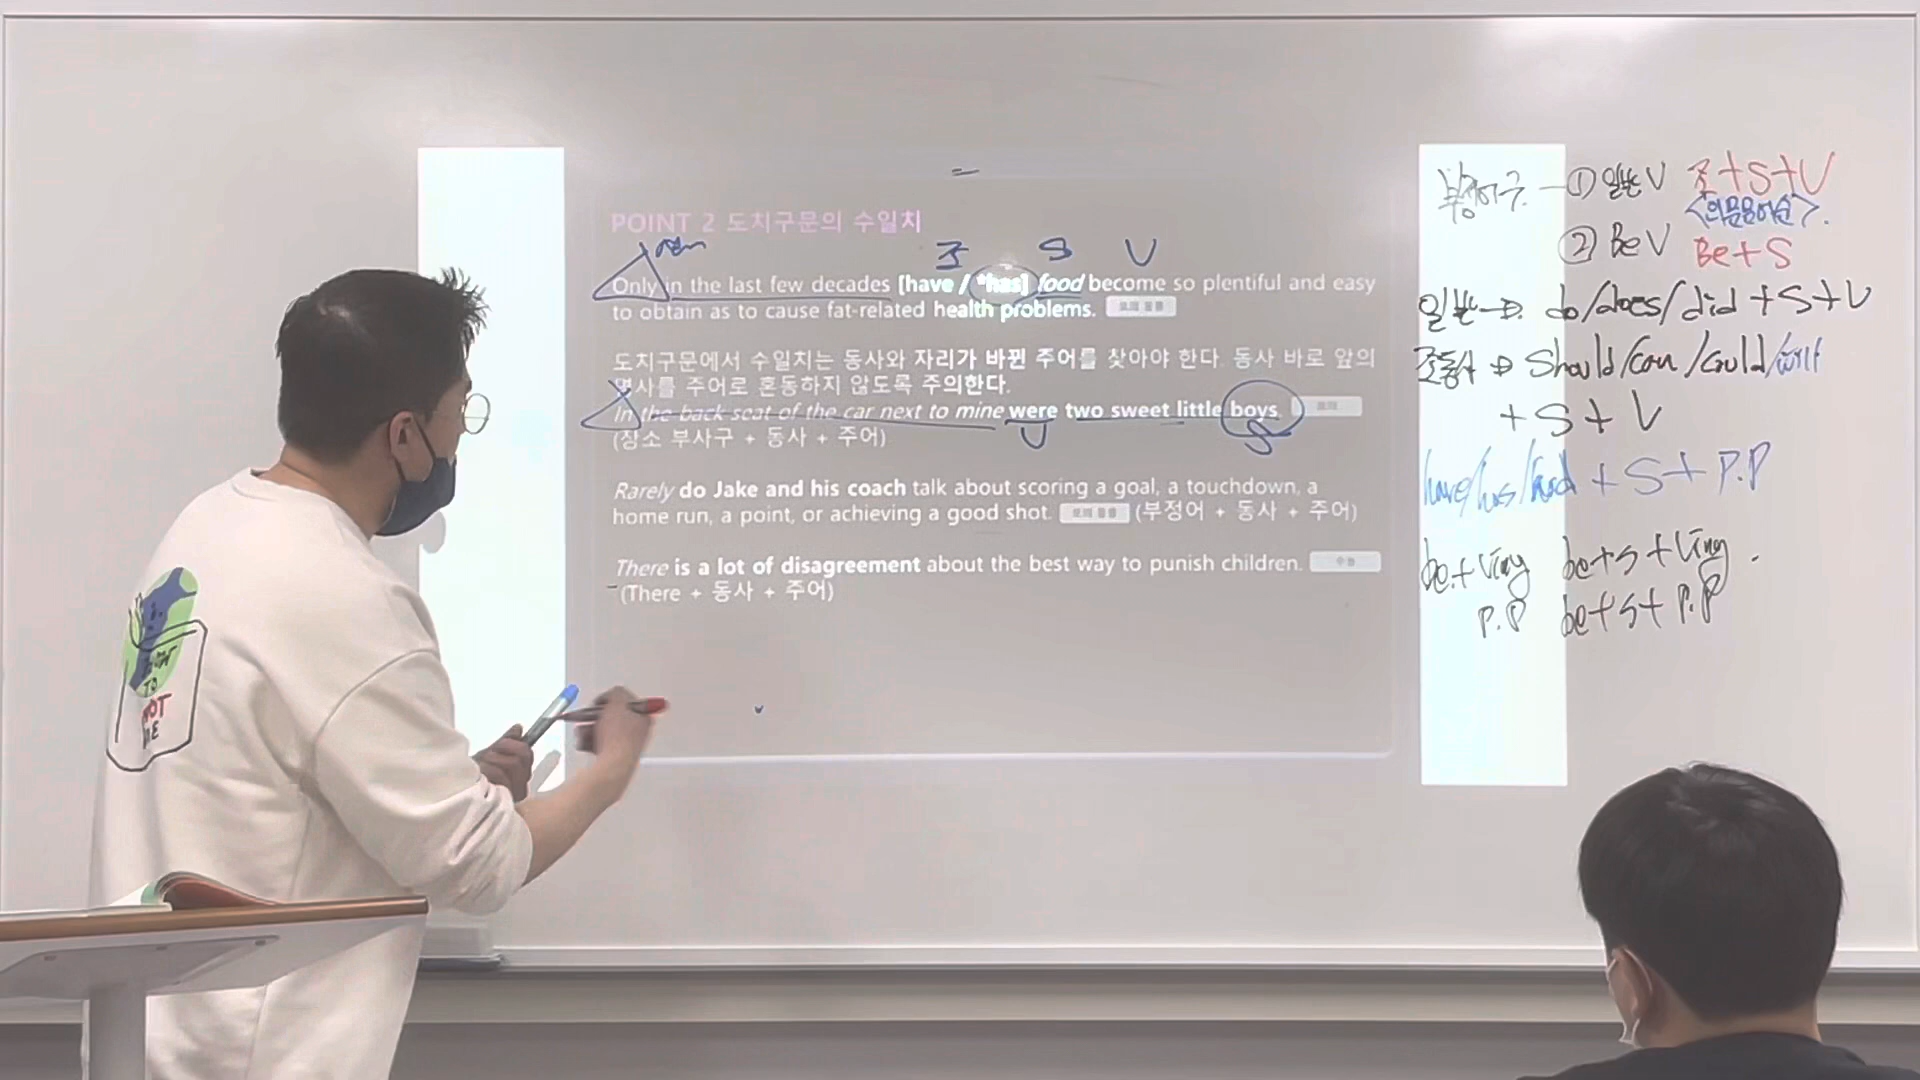 POINT 2 도치구문의 수일치
조 S V
Only in the last few decades [have / *has] food become so plentiful and easy
to obtain as to cause fat-related health problems.
도치구문에서 수일치는 동사와 자리가 바뀐 주어를 찾아야 한다. 동사 바로 앞의
명사를 주어로 혼동하지 않도록 주의한다.
In the back seat of the car next to mine were two sweet little boys.
V S
(장소 부사구 + 동사 + 주어)
Rarely do Jake and his coach talk about scoring a goal, a touchdown, a
home run, a point, or achieving a good shot. (부정어 + 동사 + 주어)
There is a lot of disagreement about the best way to punish children.
(There + 동사 + 주어)
부정어구 ① 일반V 조+S+V
<의문문어순>
② Be V Be+S
일반→ do/does/did +S+V
조동사 → Should/can/could/will
+S+V
have/has/had +S+ P.P
be+Ving be+s+Ving
P.P be+s+P.P
TO
NOT